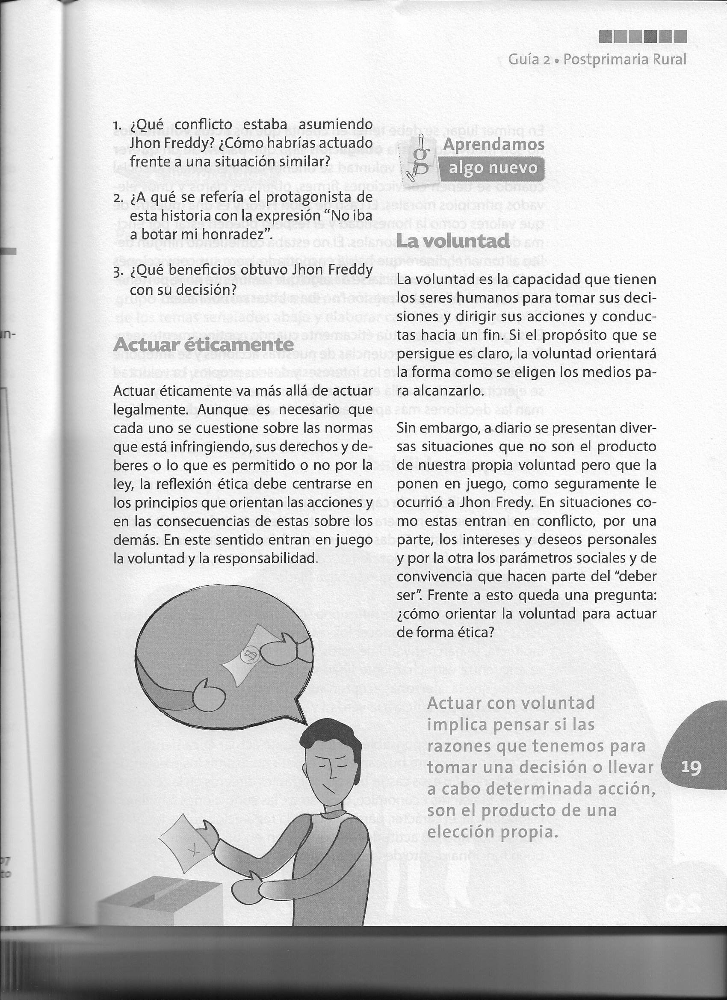 Guía 2 • Postprimaria Rural
1. ¿Qué conflicto estaba asumiendo
Jhon Freddy? ¿Cómo habrías actuado
frente a una situación similar?
2. ¿A qué se refería el protagonista de
esta historia con la expresión “No iba
a botar mi honradez”.
3. ¿Qué beneficios obtuvo Jhon Freddy
con su decisión?
Actuar éticamente
Actuar éticamente va más allá de actuar
legalmente. Aunque es necesario que
cada uno se cuestione sobre las normas
que está infringiendo, sus derechos y de-
beres o lo que es permitido o no por la
ley, la reflexión ética debe centrarse en
los principios que orientan las acciones y
en las consecuencias de estas sobre los
demás. En este sentido entran en juego
la voluntad y la responsabilidad.
$
X
g
Aprendamos
algo nuevo
La voluntad
La voluntad es la capacidad que tienen
los seres humanos para tomar sus deci-
siones y dirigir sus acciones y conduc-
tas hacia un fin. Si el propósito que se
persigue es claro, la voluntad orientará
la forma como se eligen los medios pa-
ra alcanzarlo.
Sin embargo, a diario se presentan diver-
sas situaciones que no son el producto
de nuestra propia voluntad pero que la
ponen en juego, como seguramente le
ocurrió a Jhon Fredy. En situaciones co-
mo estas entran en conflicto, por una
parte, los intereses y deseos personales
y por la otra los parámetros sociales y de
convivencia que hacen parte del “deber
ser”. Frente a esto queda una pregunta:
¿cómo orientar la voluntad para actuar
de forma ética?
Actuar con voluntad
implica pensar si las
razones que tenemos para
tomar una decisión o llevar
a cabo determinada acción,
son el producto de una
elección propia.
19